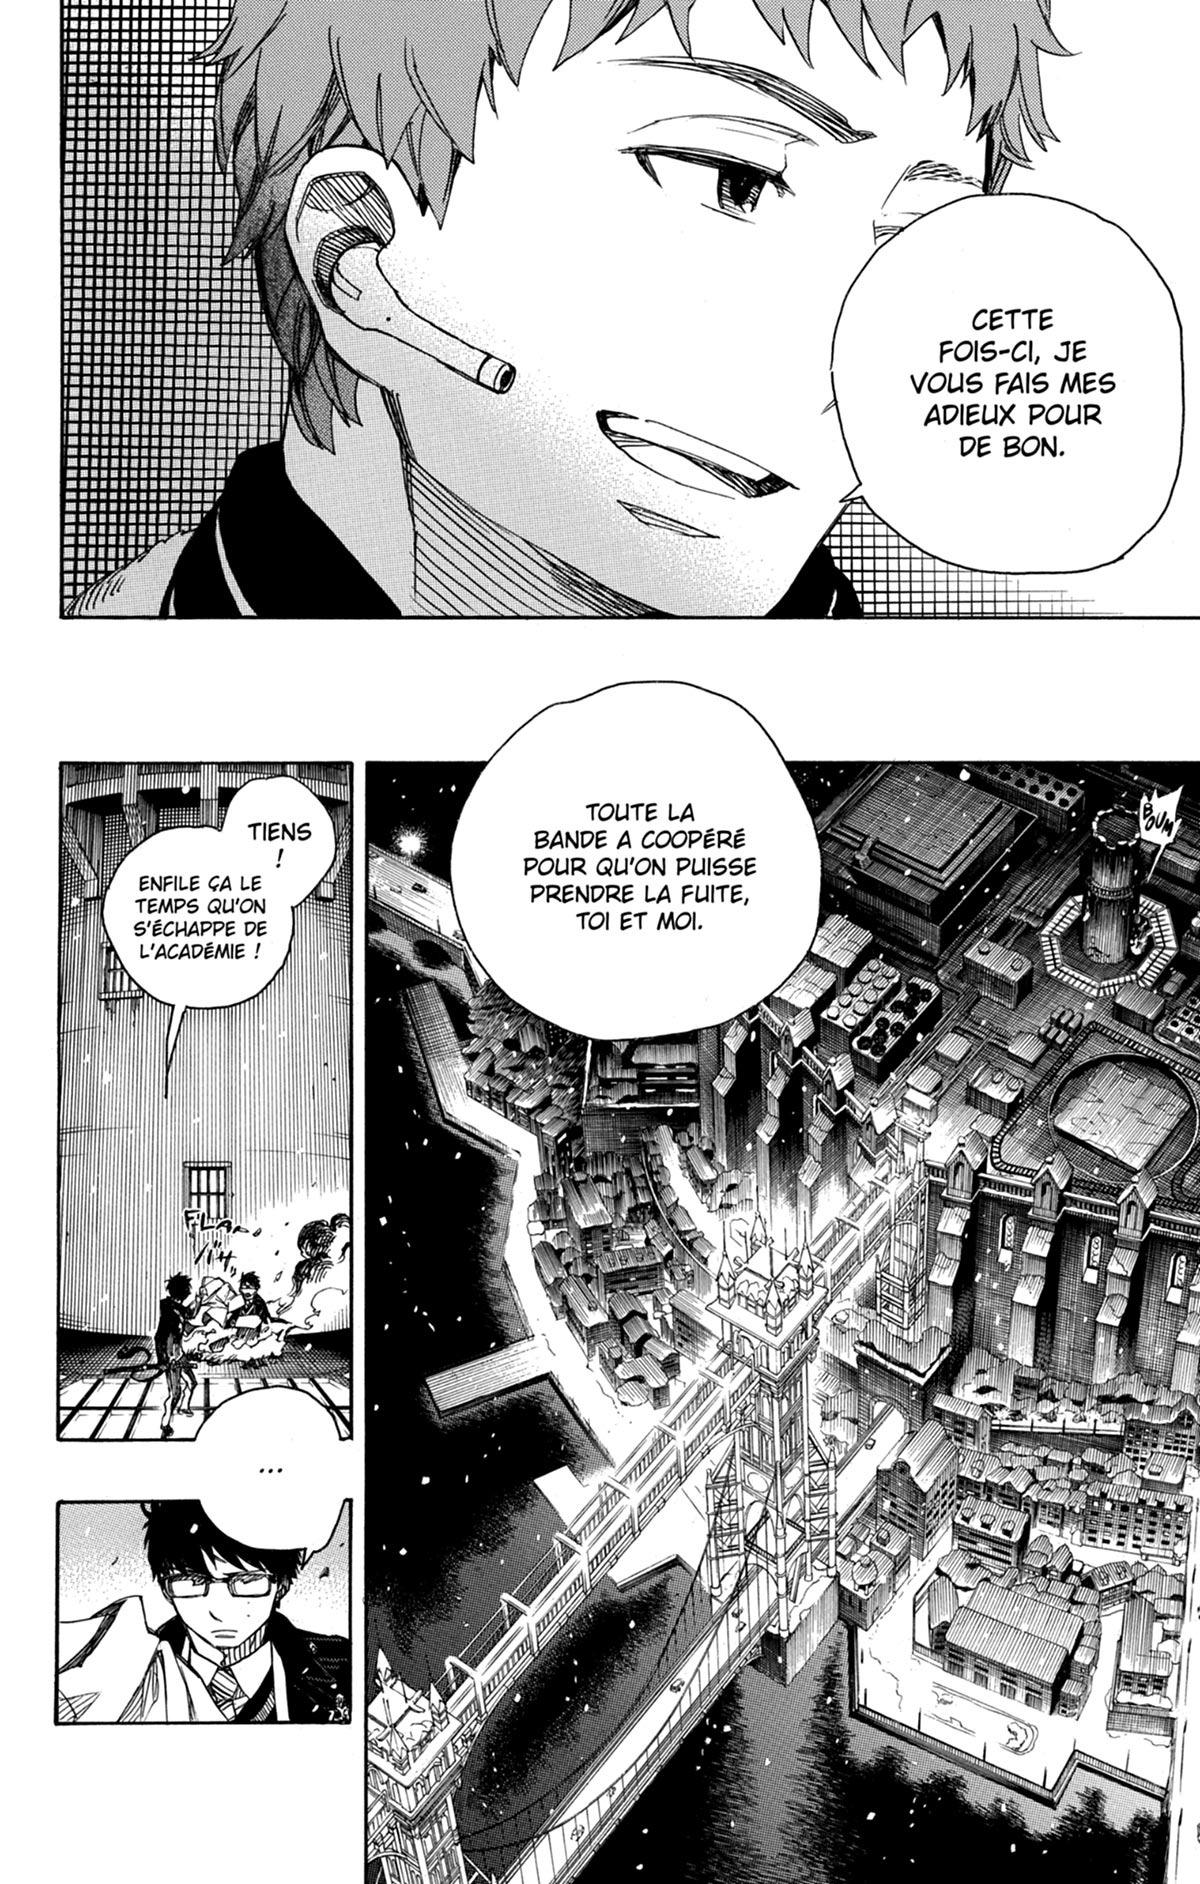 CETTE
FOIS-CI, JE
VOUS FAIS MES
ADIEUX POUR
DE BON.
BOUM
TOUTE LA
BANDE A COOPÉRÉ
POUR QU'ON PUISSE
PRENDRE LA FUITE,
TOI ET MOI.
TIENS
!
ENFILE ÇA LE
TEMPS QU'ON
S'ÉCHAPPE DE
L'ACADÉMIE !
...